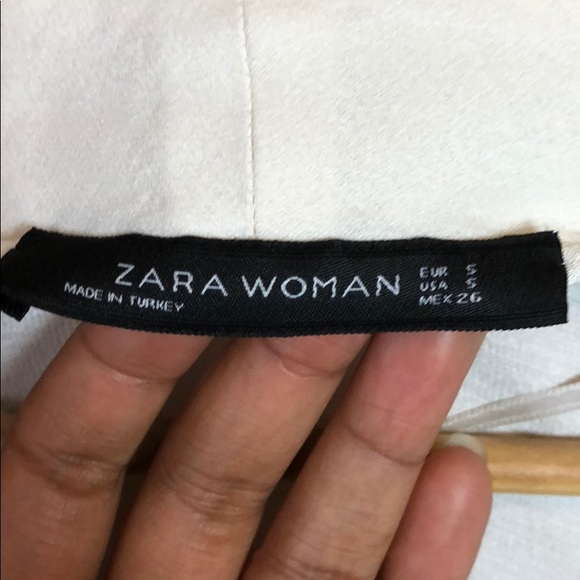 ZARA WOMAN
MADE IN TURKEY
EUR S
USA S
MEX 26